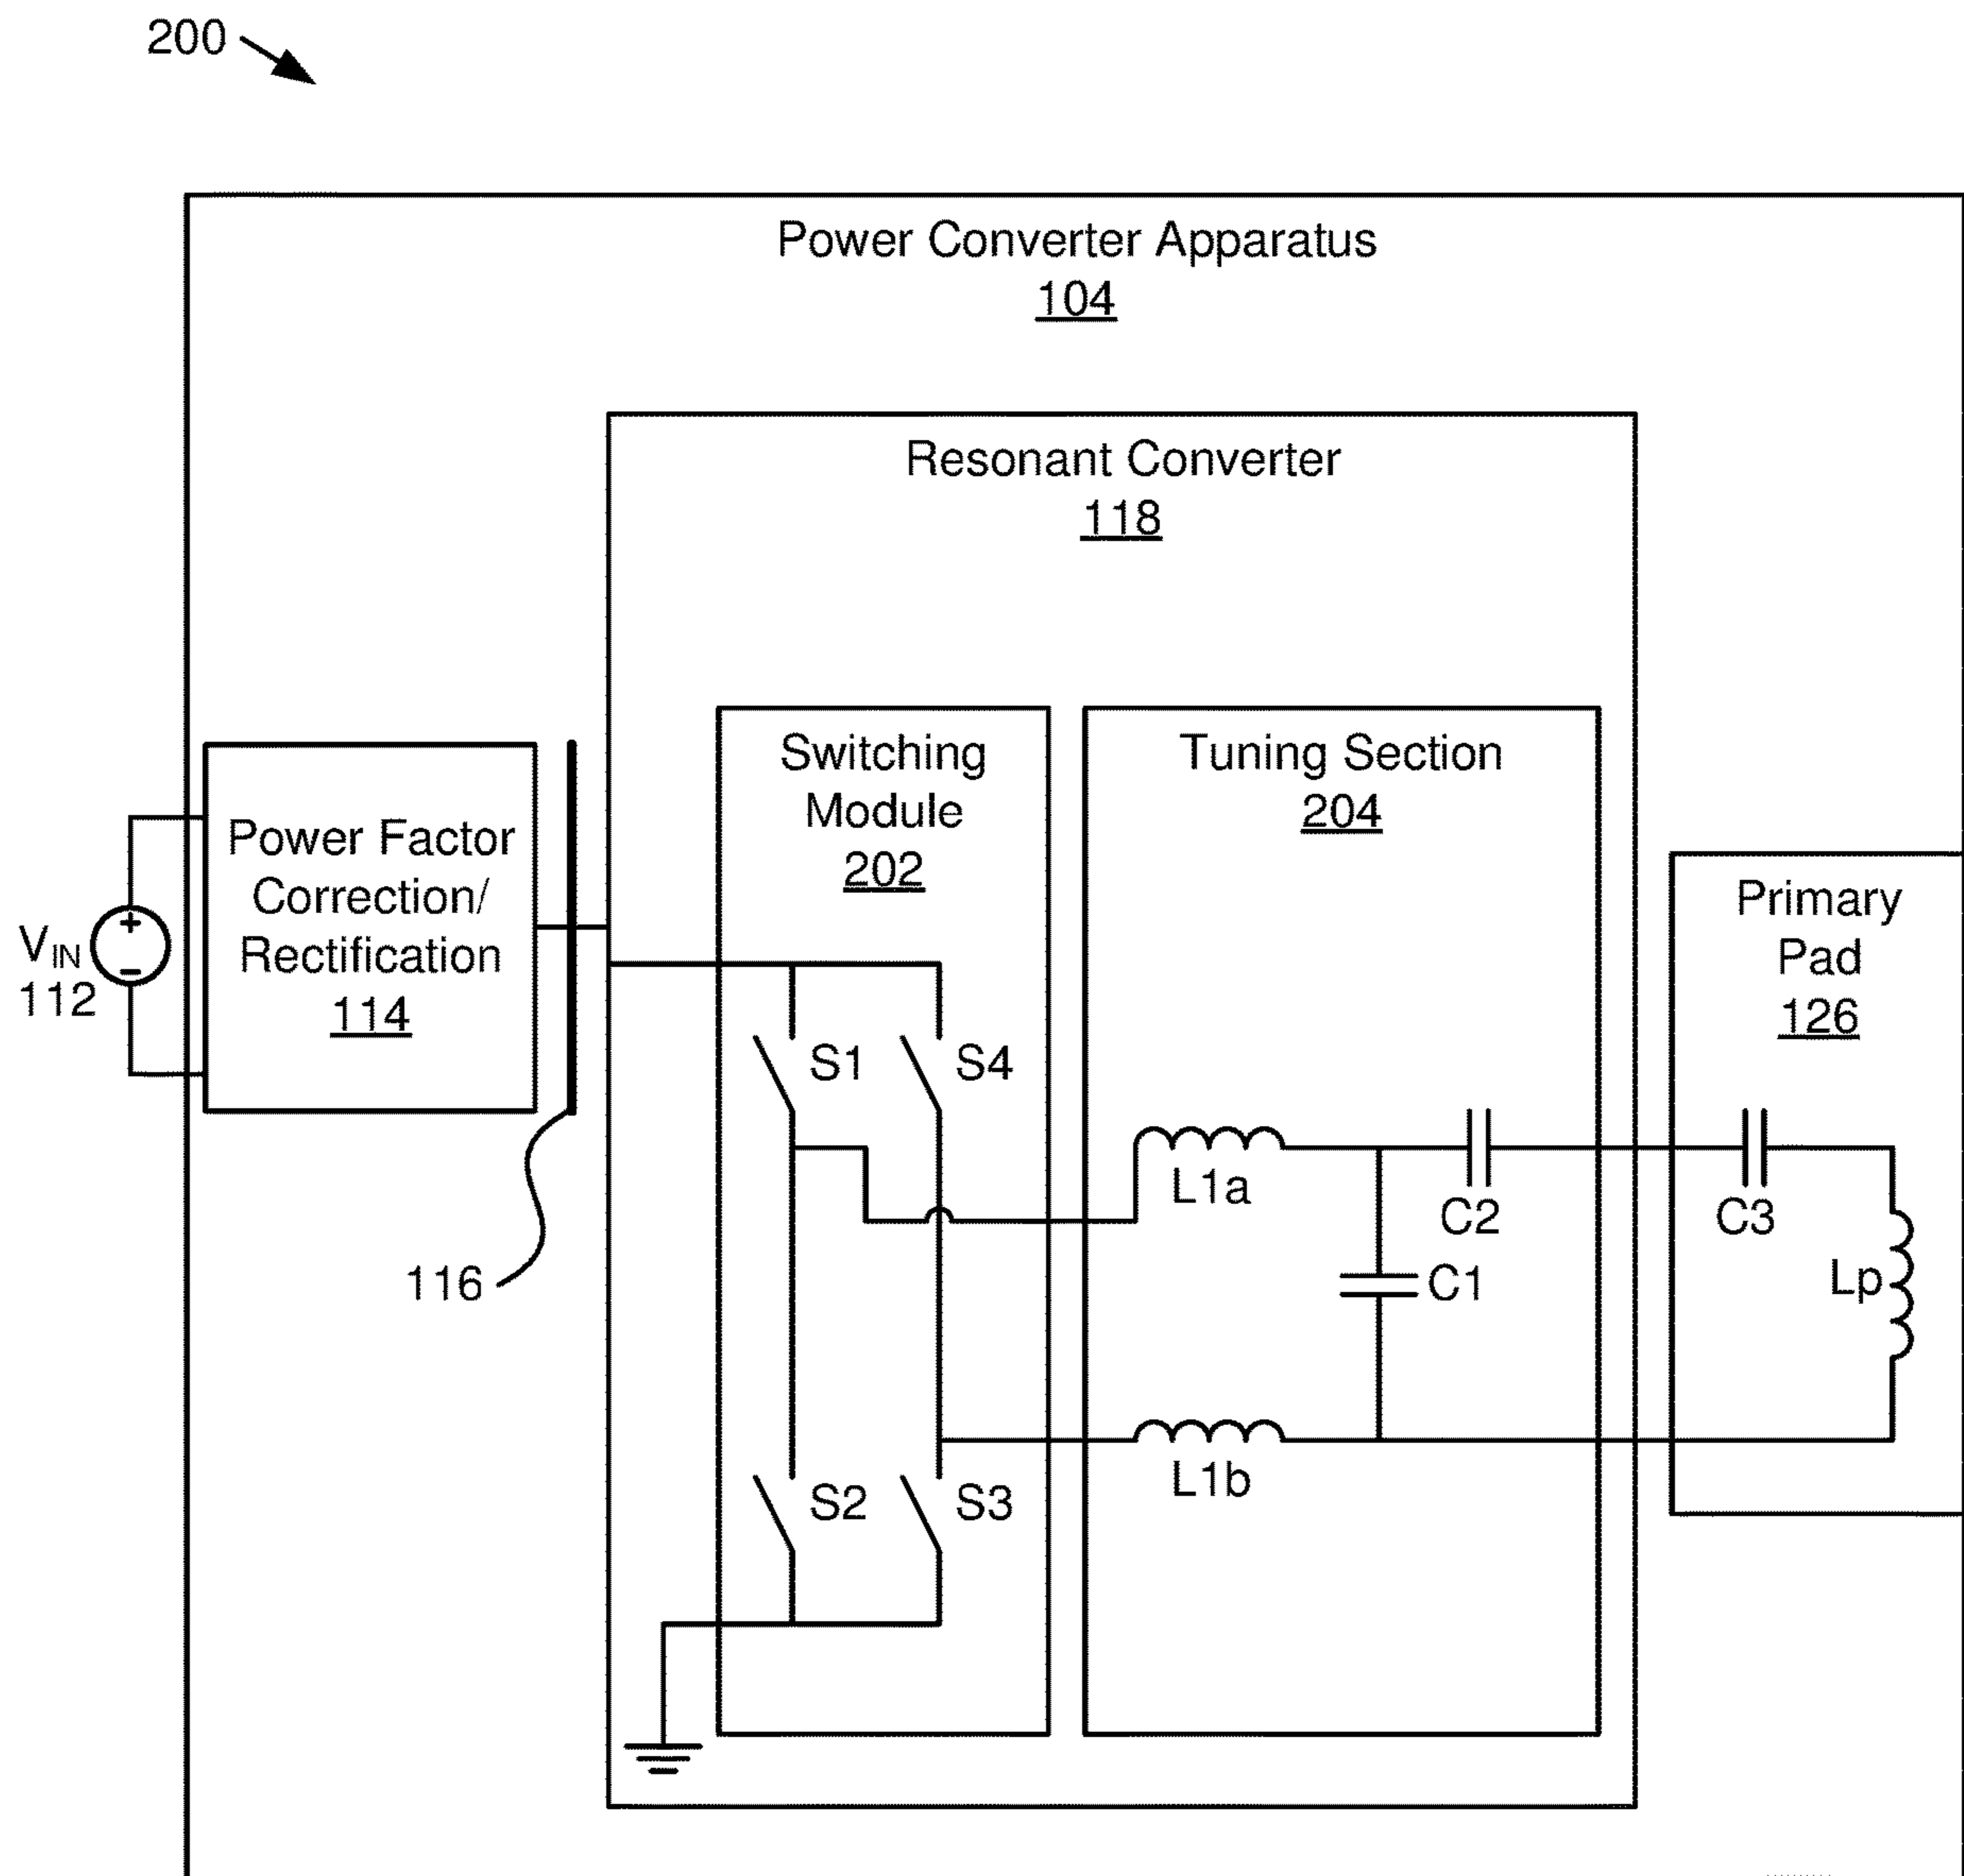 200
Power Converter Apparatus
104
Resonant Converter
118
Switching
Module
202
Tuning Section
204
Power Factor
Correction/
Rectification
114
VIN
112
+
−
Primary
Pad
126
S1
S4
L1a
C2
C3
116
C1
Lp
S2
S3
L1b